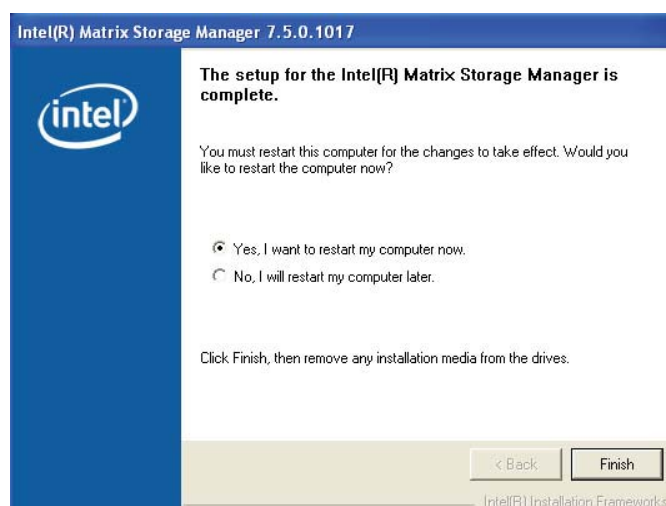 Intel(R) Matrix Storage Manager 7.5.0.1017
intel
The setup for the Intel(R) Matrix Storage Manager is
complete.
You must restart this computer for the changes to take effect. Would you
like to restart the computer now?
Yes, I want to restart my computer now.
No, I will restart my computer later.
Click Finish, then remove any installation media from the drives.
< Back
Finish
Intel(R) Installation Frameworks